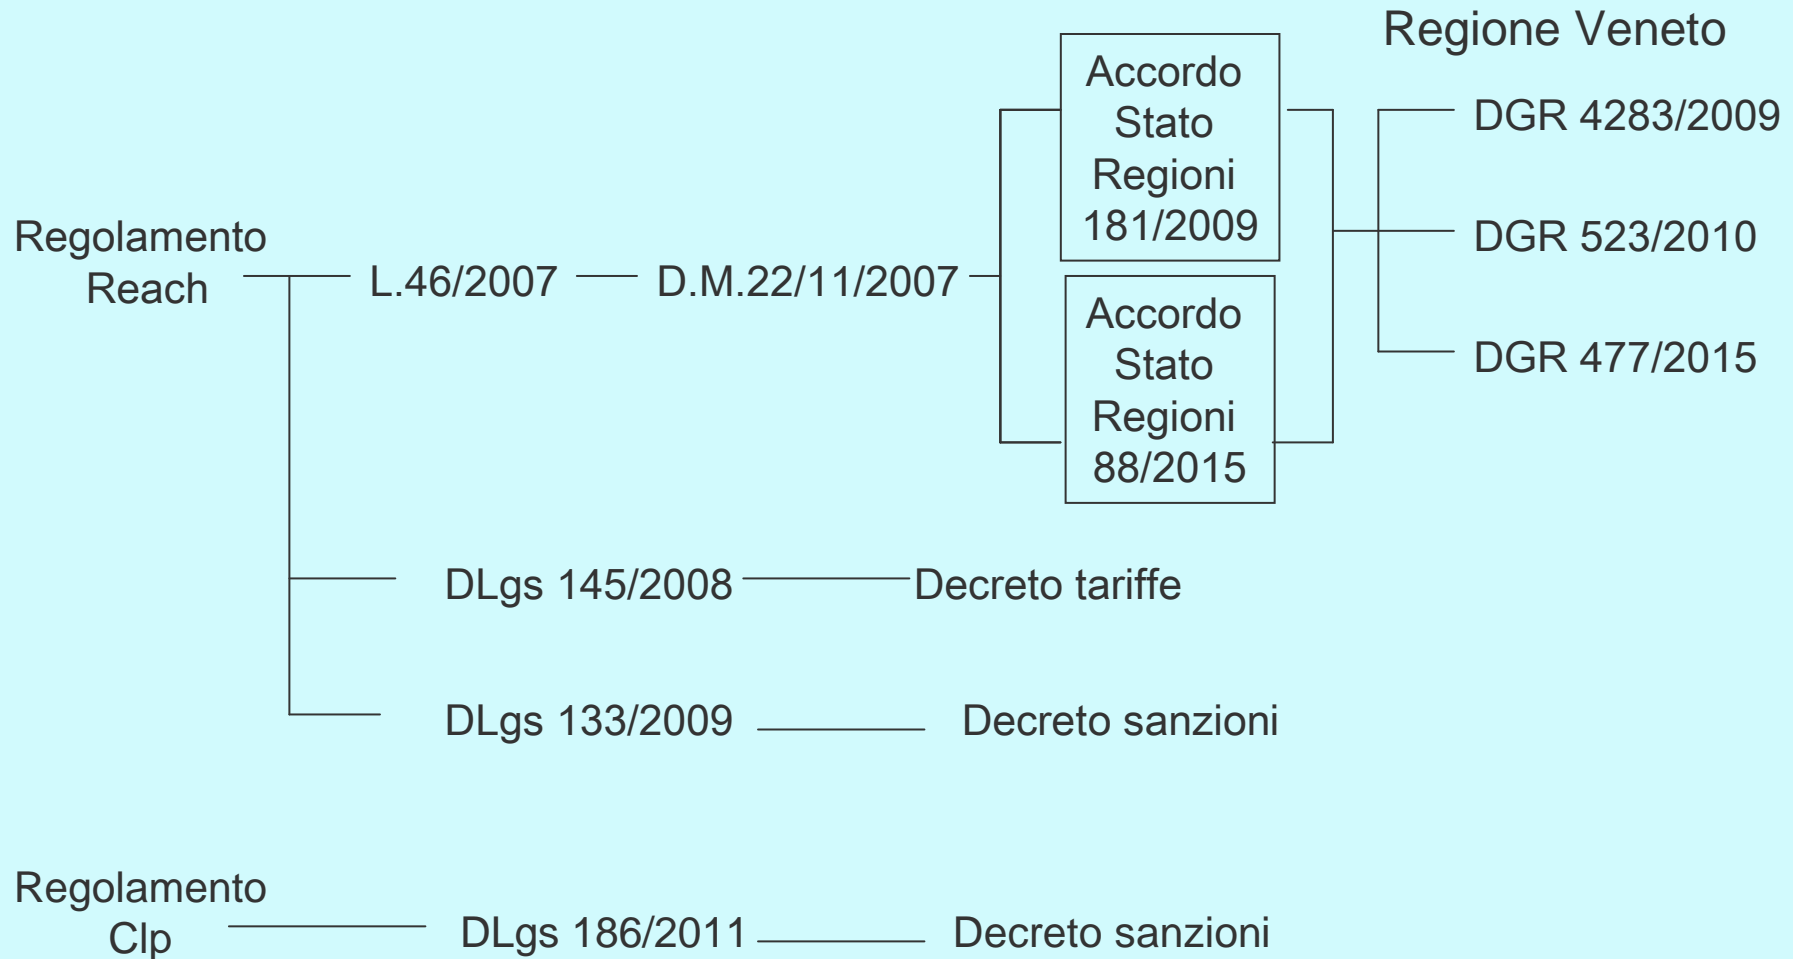 Regione Veneto
Accordo
Stato
Regioni
181/2009
DGR 4283/2009
DGR 523/2010
DGR 477/2015
Regolamento
Reach
L.46/2007
D.M.22/11/2007
Accordo
Stato
Regioni
88/2015
DLgs 145/2008
Decreto tariffe
DLgs 133/2009
Decreto sanzioni
Regolamento
Clp
DLgs 186/2011
Decreto sanzioni